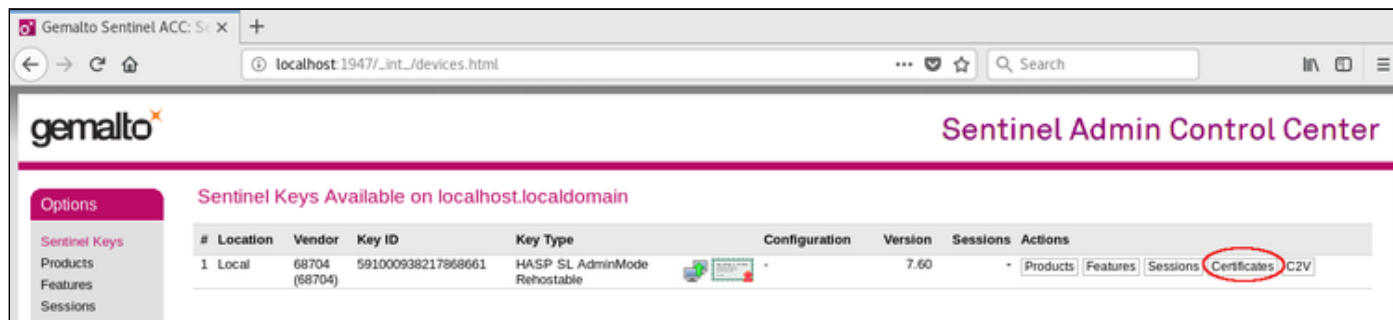 Gemalto Sentinel ACC: Se
localhost:1947/_int_/devices.html
Search
gemalto
Sentinel Admin Control Center
Options
Sentinel Keys
Products
Features
Sessions
Sentinel Keys Available on localhost.localdomain
# Location Vendor Key ID Key Type Configuration Version Sessions Actions
1 Local 68704 591000938217868661 HASP SL AdminMode - 7.60 - Products Features Sessions Certificates C2V
(68704) Rehostable